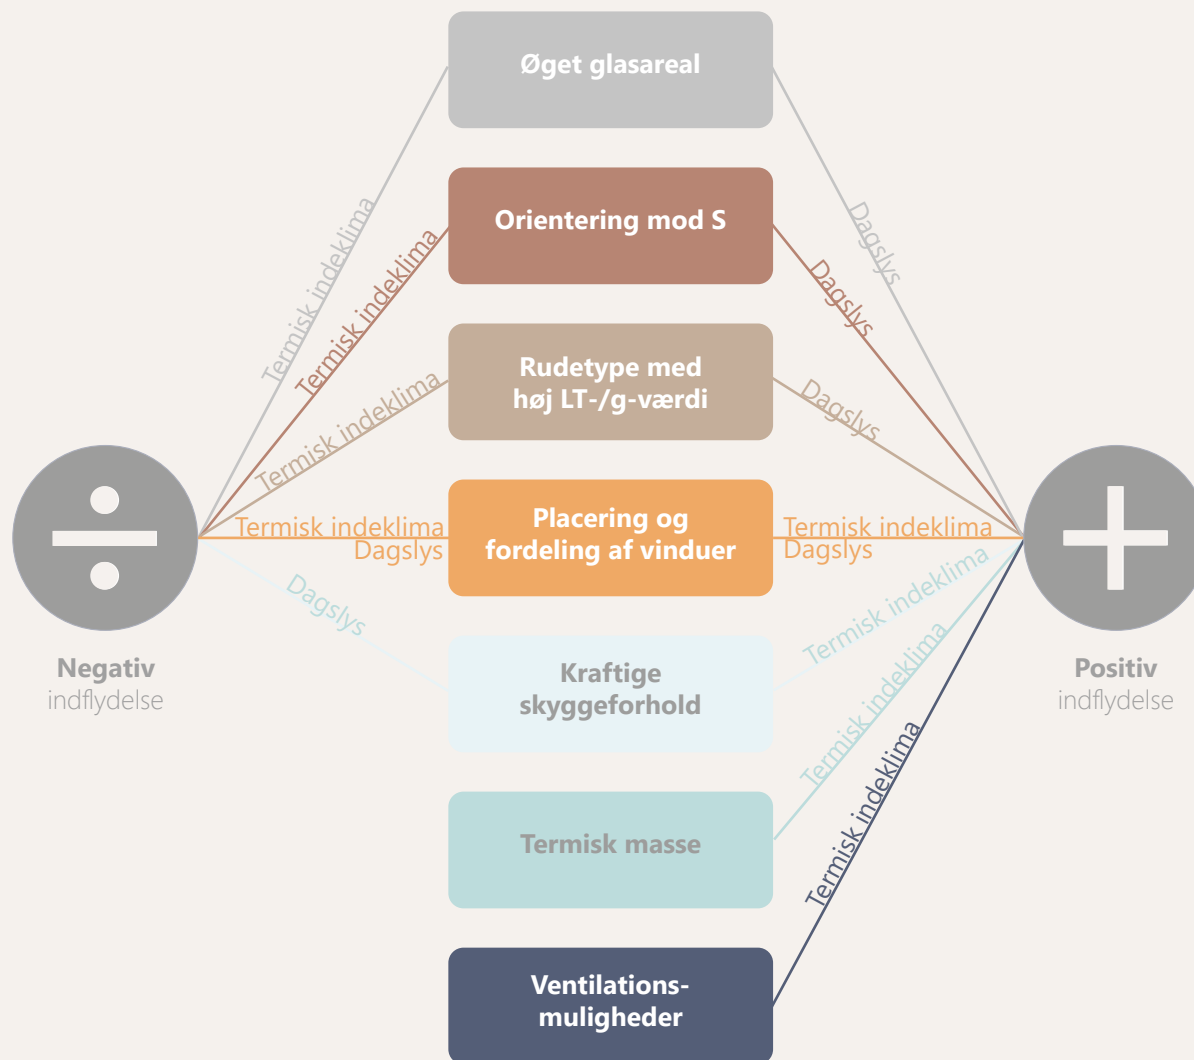 Øget glasareal
Termisk indeklima
Dagslys
Orientering mod S
Termisk indeklima
Dagslys
Rudetype med
høj LT-/g-værdi
Termisk indeklima
Dagslys
Placering og
fordeling af vinduer
Termisk indeklima
Dagslys
Termisk indeklima
Dagslys
Kraftige
skyggeforhold
Dagslys
Termisk indeklima
Negativ
indflydelse
Positiv
indflydelse
Termisk masse
Termisk indeklima
Ventilations-
muligheder
Termisk indeklima